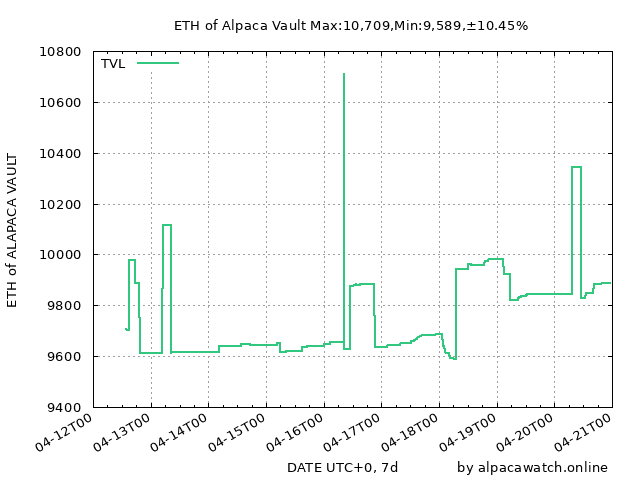 ETH of Alpaca Vault Max:10,709,Min:9,589,±10.45%
TVL
ETH of ALAPACA VAULT
10800
10600
10400
10200
10000
9800
9600
9400
04-12T00
04-13T00
04-14T00
04-15T00
04-16T00
04-17T00
04-18T00
04-19T00
04-20T00
04-21T00
DATE UTC+0, 7d
by alpacawatch.online